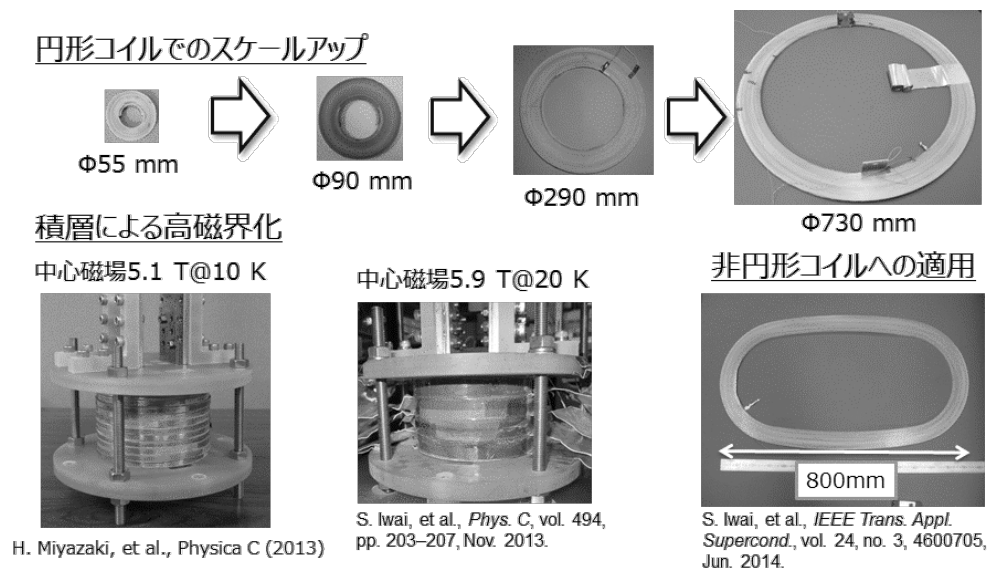 円形コイルでのスケールアップ
Φ55 mm
Φ90 mm
Φ290 mm
Φ730 mm
積層による高磁界化
中心磁場5.1 T@10 K
中心磁場5.9 T@20 K
非円形コイルへの適用
800mm
H. Miyazaki, et al., Physica C (2013)
S. Iwai, et al., Phys. C, vol. 494,
pp. 203–207, Nov. 2013.
S. Iwai, et al., IEEE Trans. Appl.
Supercond., vol. 24, no. 3, 4600705,
Jun. 2014.